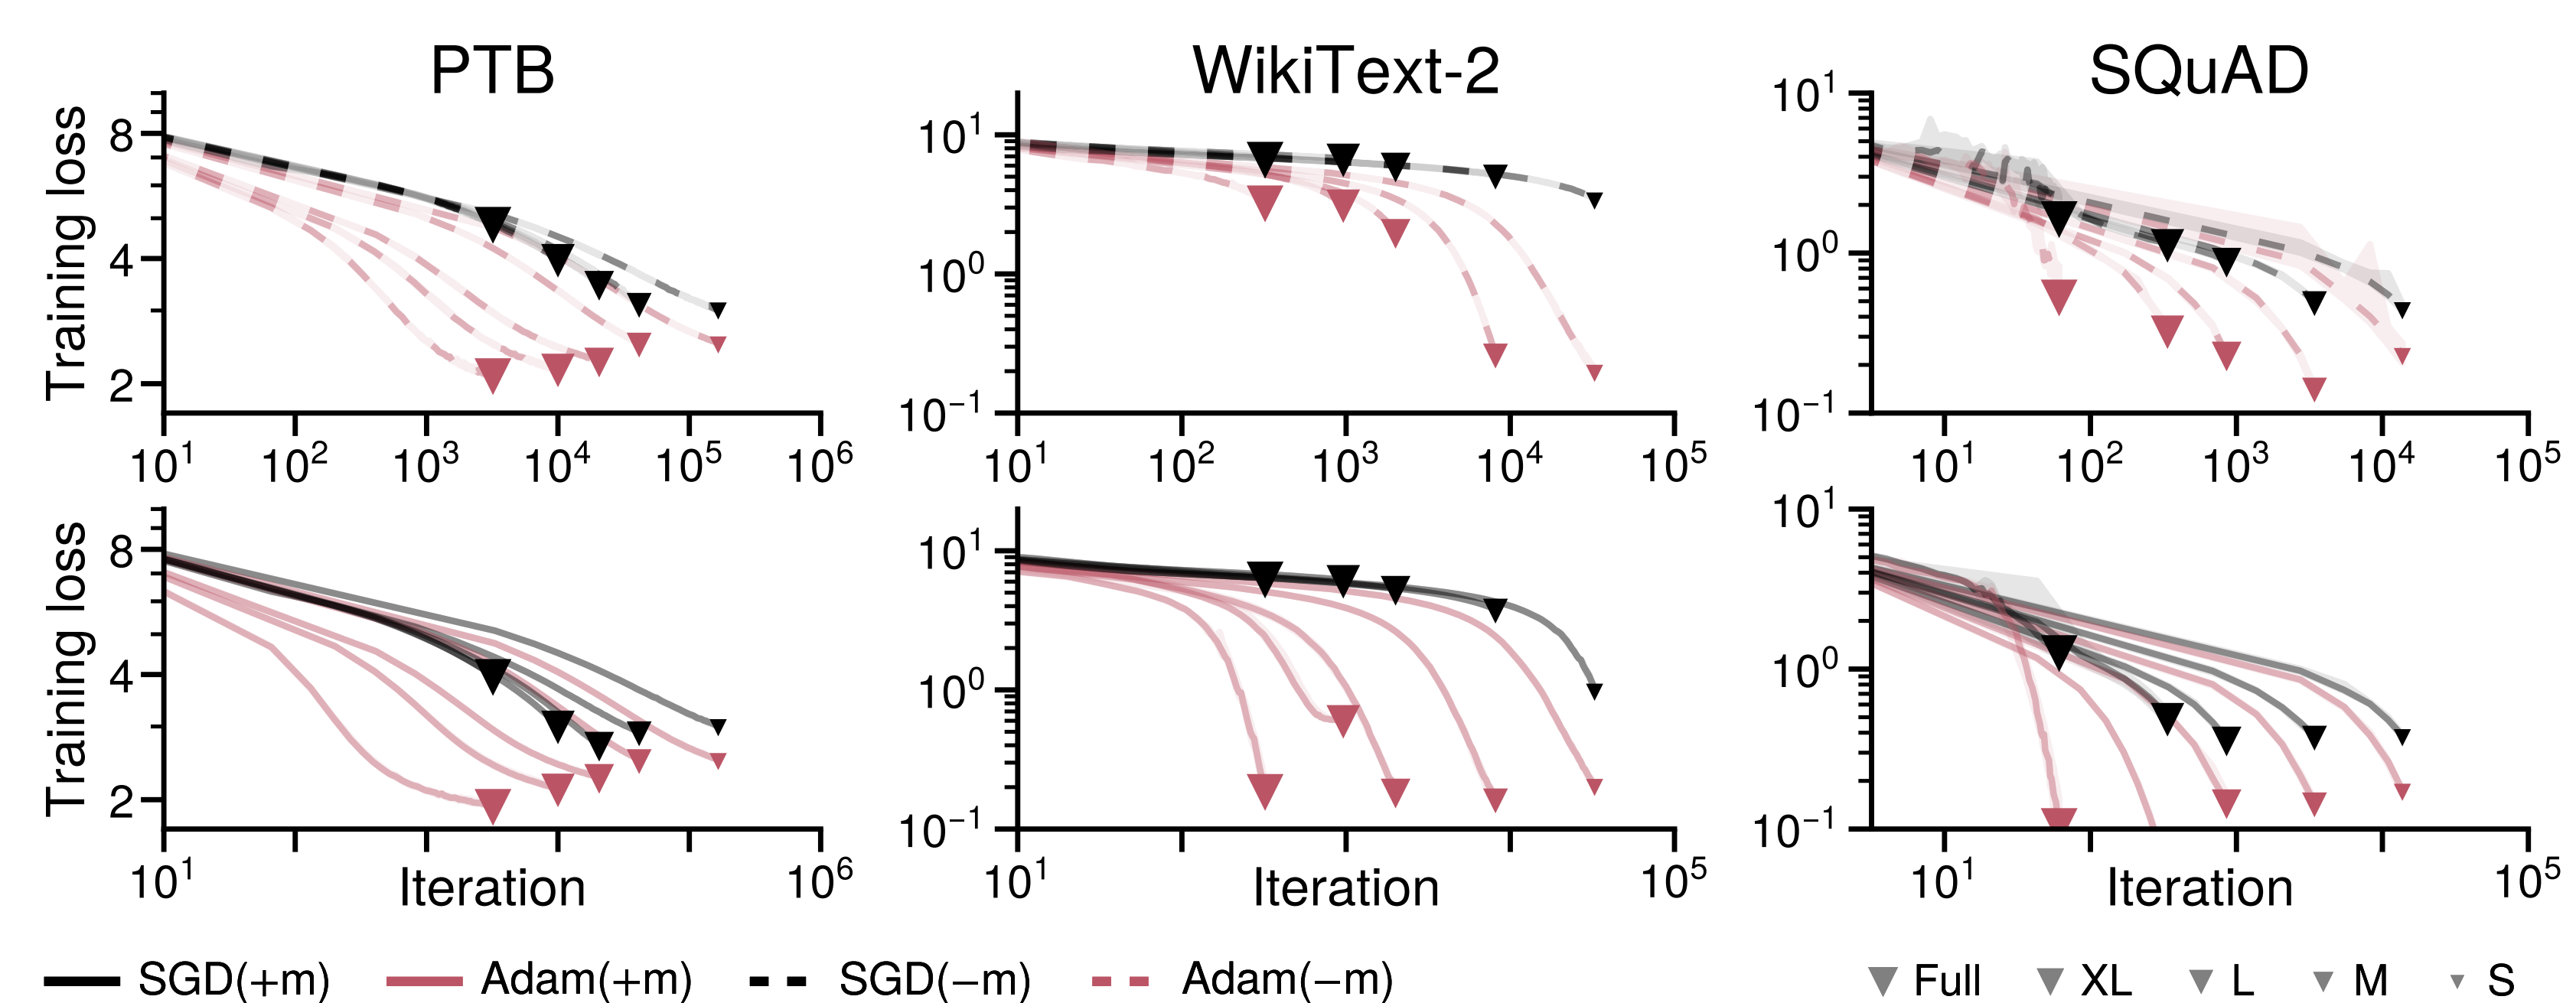 PTB WikiText-2 SQuAD
Training loss 8 4 2
10^1 10^0 10^−1
10^1 10^0 10^−1
10^1 10^2 10^3 10^4 10^5 10^6
10^1 10^2 10^3 10^4 10^5
10^1 10^2 10^3 10^4 10^5
Training loss 8 4 2
10^1 10^0 10^−1
10^1 10^0 10^−1
10^1 Iteration 10^6
10^1 Iteration 10^5
10^1 Iteration 10^5
SGD(+m) Adam(+m) SGD(−m) Adam(−m) Full XL L M S